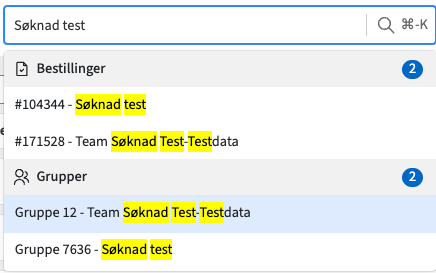 Søknad test ⌘-K
Bestillinger 2
#104344 - Søknad test
#171528 - Team Søknad Test-Testdata
Grupper 2
Gruppe 12 - Team Søknad Test-Testdata
Gruppe 7636 - Søknad test